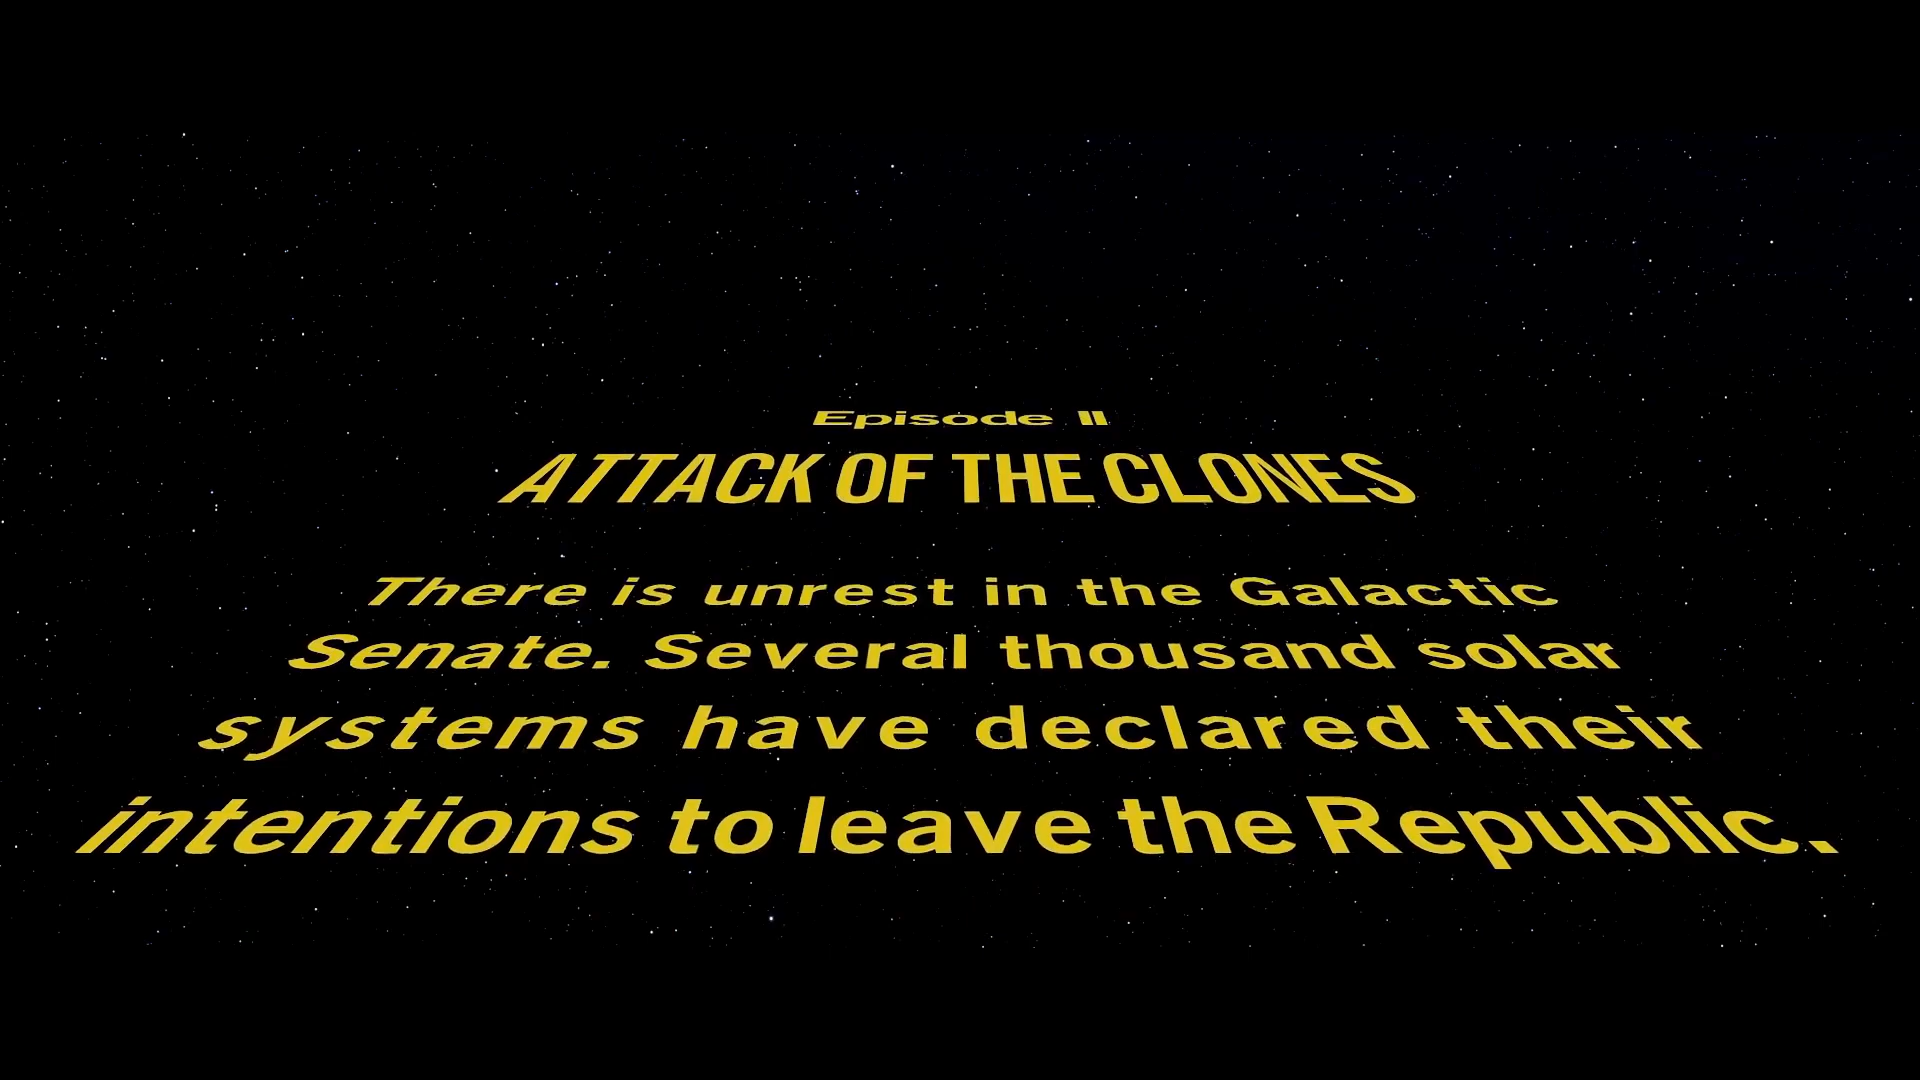 Episode II
ATTACK OF THE CLONES
There is unrest in the Galactic
Senate. Several thousand solar
systems have declared their
intentions to leave the Republic.